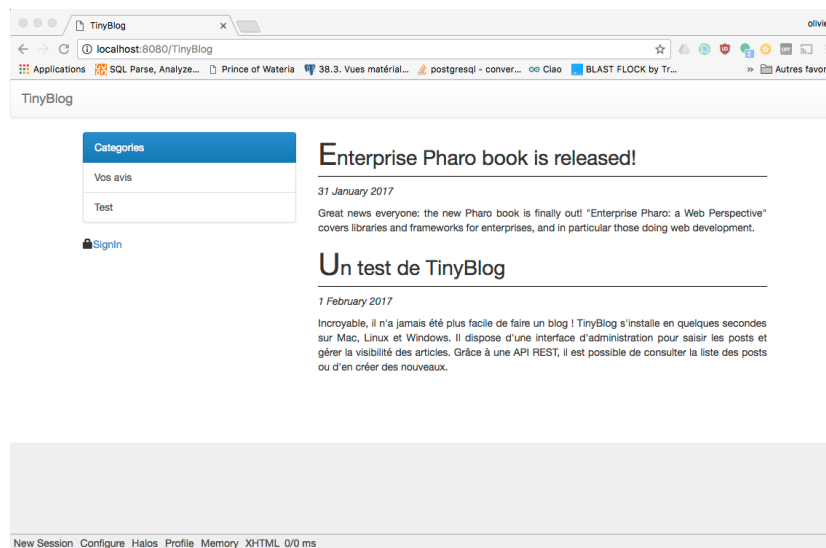 TinyBlog
olivie
localhost:8080/TinyBlog
Applications SQL Parse, Analyze... Prince of Wateria 38.3. Vues matérial... postgresql - conver... Ciao BLAST FLOCK by Tr... » Autres favor
TinyBlog
Categories
Vos avis
Test
SignIn
Enterprise Pharo book is released!
31 January 2017
Great news everyone: the new Pharo book is finally out! "Enterprise Pharo: a Web Perspective"
covers libraries and frameworks for enterprises, and in particular those doing web development.
Un test de TinyBlog
1 February 2017
Incroyable, il n'a jamais été plus facile de faire un blog ! TinyBlog s'installe en quelques secondes
sur Mac, Linux et Windows. Il dispose d'une interface d'administration pour saisir les posts et
gérer la visibilité des articles. Grâce à une API REST, il est possible de consulter la liste des posts
ou d'en créer des nouveaux.
New Session Configure Halos Profile Memory XHTML 0/0 ms